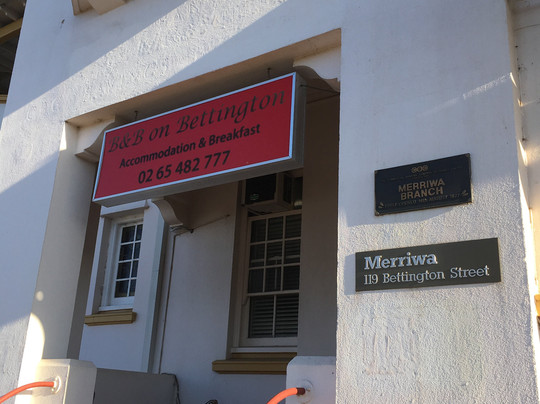 B&B on Bettington
Accommodation & Breakfast
02 65 482 777
MERRIWA
BRANCH
Merriwa
119 Bettington Street